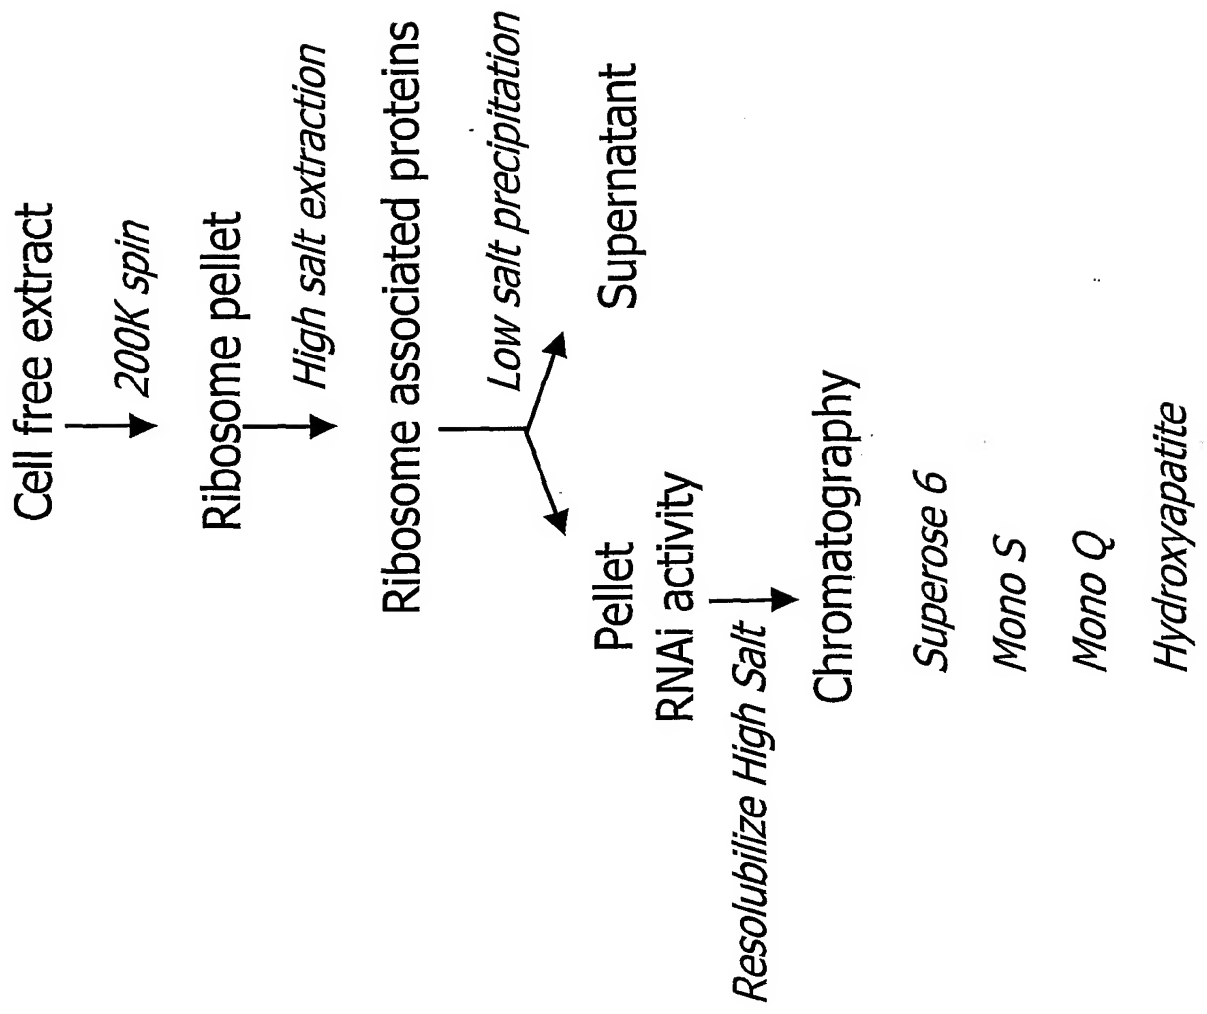 Cell free extract
200K spin
Ribosome pellet
High salt extraction
Ribosome associated proteins
Low salt precipitation
Pellet
Supernatant
RNAi activity
Resolubilize High Salt
Chromatography
Superose 6
Mono S
Mono Q
Hydroxyapatite